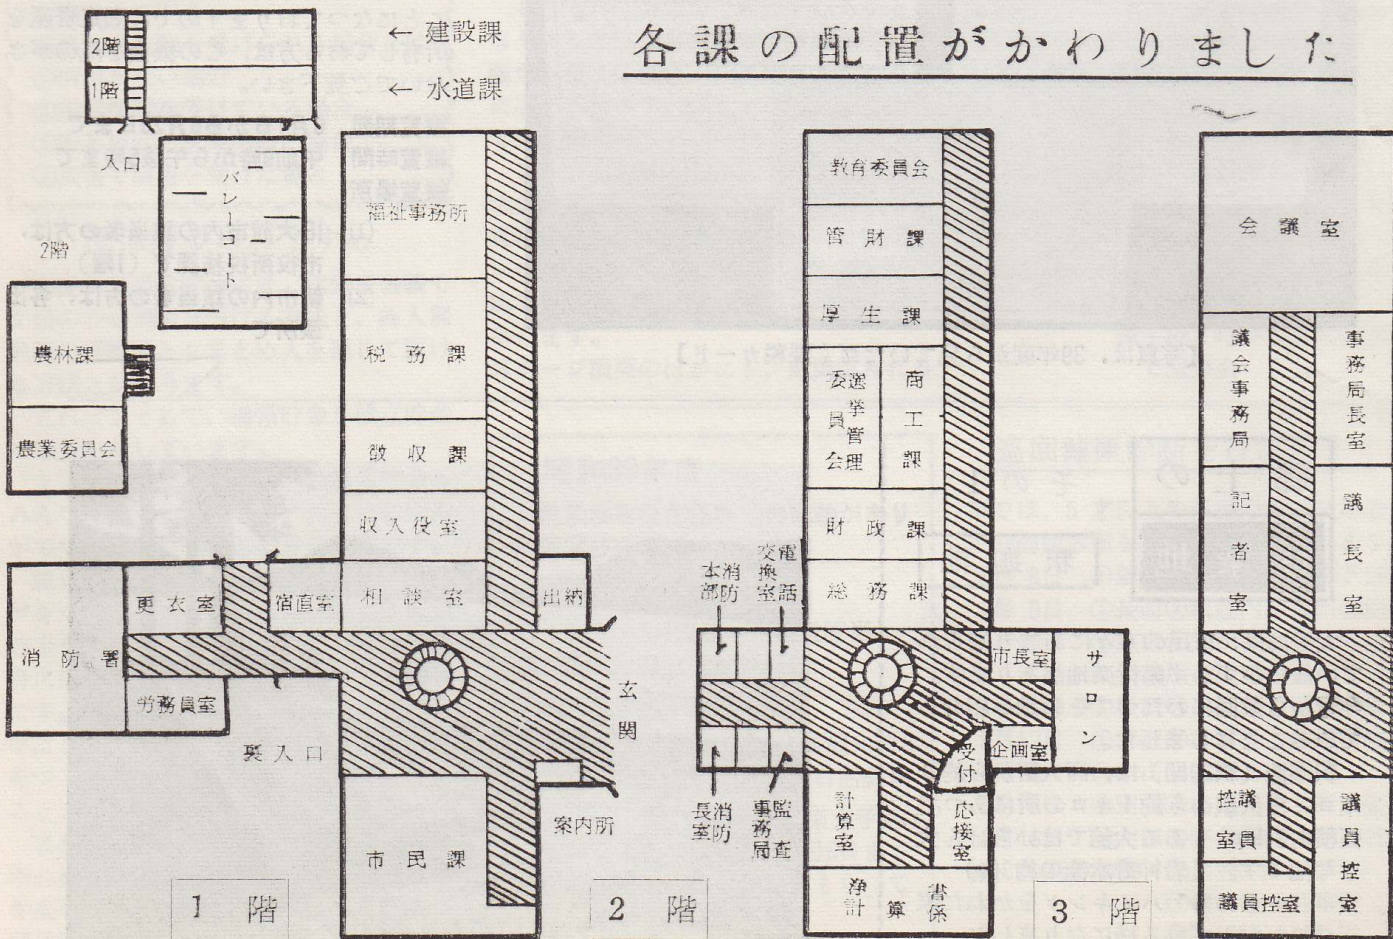 各課の配置がかわりました
2階
← 建設課
1階
← 水道課
入口
バレーコート
2階
農林課
農業委員会
福祉事務所
税務課
徴収課
収入役室
相談室
出納
更衣室
宿直室
消防署
労務員室
裏入口
玄関
案内所
市民課
1階
教育委員会
管財課
厚生課
選挙管理委員会
商工課
財政課
総務課
消防本部
電話交換室
市長室
サロン
受付
企画室
消防長室
監査事務局
計算室
応接室
浄書係
計算
2階
会議室
議会事務局
事務局長室
記者室
議長室
議員控室
議員控室
議員控室
3階